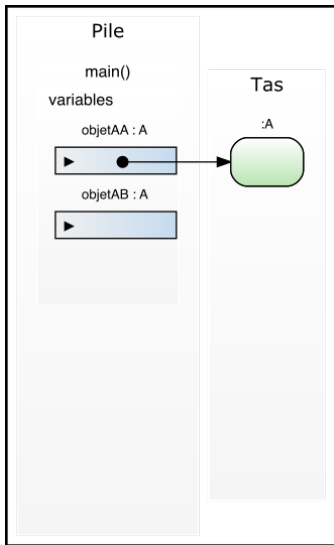 Pile
main()
variables
objetAA : A
objetAB : A
Tas
:A